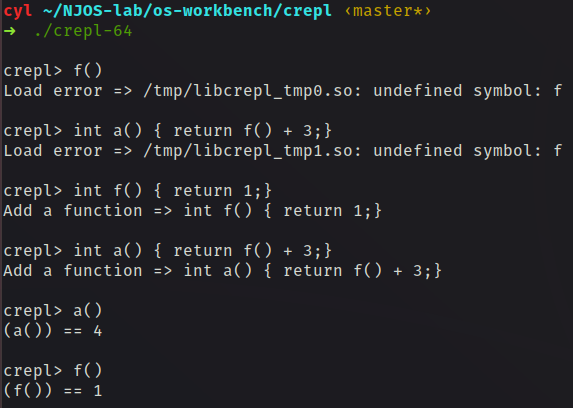 cyl ~/NJOS-lab/os-workbench/crepl ‹master*›
➜ ./crepl-64
crepl> f()
Load error => /tmp/libcrepl_tmp0.so: undefined symbol: f
crepl> int a() { return f() + 3;}
Load error => /tmp/libcrepl_tmp1.so: undefined symbol: f
crepl> int f() { return 1;}
Add a function => int f() { return 1;}
crepl> int a() { return f() + 3;}
Add a function => int a() { return f() + 3;}
crepl> a()
(a()) == 4
crepl> f()
(f()) == 1